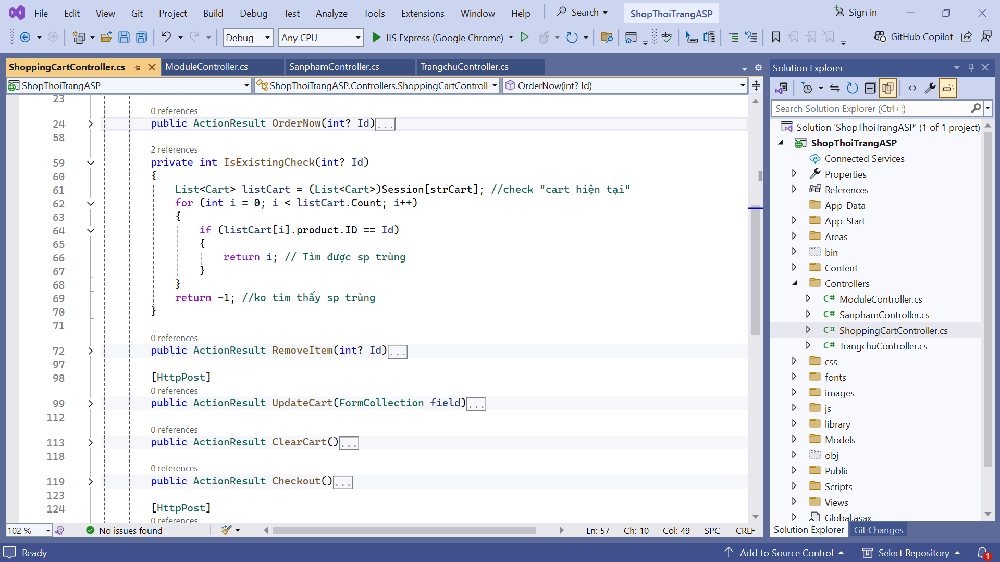 File Edit View Git Project Build Debug Test Analyze Tools Extensions Window Help Search ShopThoiTrangASP Sign in
Debug Any CPU IIS Express (Google Chrome) abc GitHub Copilot
ShoppingCartController.cs ModuleController.cs SanphamController.cs TrangchuController.cs
ShopThoiTrangASP ShopThoiTrangASP.Controllers.ShoppingCartControll OrderNow(int? Id)
23
0 references
24 public ActionResult OrderNow(int? Id)...
58
2 references
59 private int IsExistingCheck(int? Id)
60 {
61 List<Cart> listCart = (List<Cart>)Session[strCart]; //check "cart hiện tại"
62 for (int i = 0; i < listCart.Count; i++)
63 {
64 if (listCart[i].product.ID == Id)
65 {
66 return i; // Tìm được sp trùng
67 }
68 }
69 return -1; //ko tìm thấy sp trùng
70 }
71
0 references
72 public ActionResult RemoveItem(int? Id)...
97
98 [HttpPost]
0 references
99 public ActionResult UpdateCart(FormCollection field)...
112
0 references
113 public ActionResult ClearCart()...
118
0 references
119 public ActionResult Checkout()...
123
124 [HttpPost]
0 references
102 % No issues found Ln: 57 Ch: 10 Col: 49 SPC CRLF
Solution Explorer
Search Solution Explorer (Ctrl+;)
Solution 'ShopThoiTrangASP' (1 of 1 project)
ShopThoiTrangASP
Connected Services
Properties
References
App_Data
App_Start
Areas
bin
Content
Controllers
C# ModuleController.cs
C# SanphamController.cs
C# ShoppingCartController.cs
C# TrangchuController.cs
css
fonts
images
js
library
Models
obj
Public
Scripts
Views
Global.asax
Solution Explorer Git Changes
Ready Add to Source Control Select Repository 1